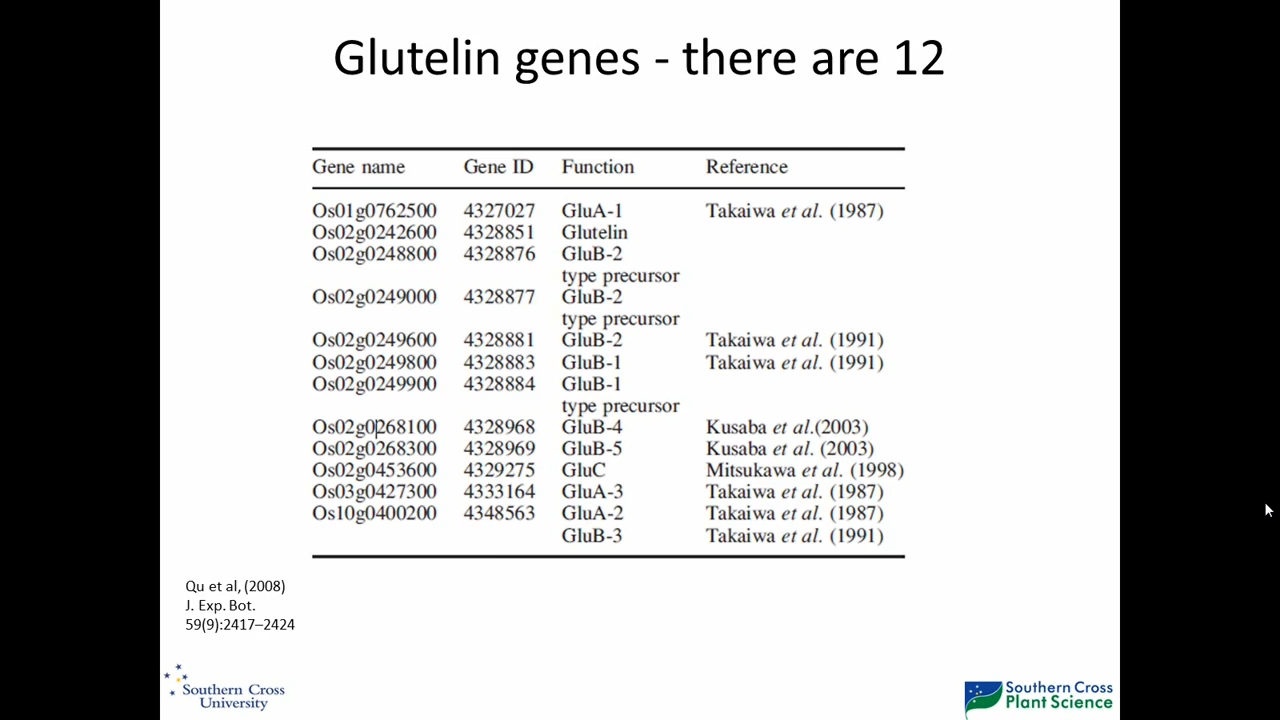 Glutelin genes - there are 12
Gene name Gene ID Function Reference
Os01g0762500 4327027 GluA-1 Takaiwa et al. (1987)
Os02g0242600 4328851 Glutelin
Os02g0248800 4328876 GluB-2
type precursor
Os02g0249000 4328877 GluB-2
type precursor
Os02g0249600 4328881 GluB-2 Takaiwa et al. (1991)
Os02g0249800 4328883 GluB-1 Takaiwa et al. (1991)
Os02g0249900 4328884 GluB-1
type precursor
Os02g0268100 4328968 GluB-4 Kusaba et al.(2003)
Os02g0268300 4328969 GluB-5 Kusaba et al. (2003)
Os02g0453600 4329275 GluC Mitsukawa et al. (1998)
Os03g0427300 4333164 GluA-3 Takaiwa et al. (1987)
Os10g0400200 4348563 GluA-2 Takaiwa et al. (1987)
GluB-3 Takaiwa et al. (1991)
Qu et al, (2008)
J. Exp. Bot.
59(9):2417–2424
Southern Cross
University
Southern Cross
Plant Science